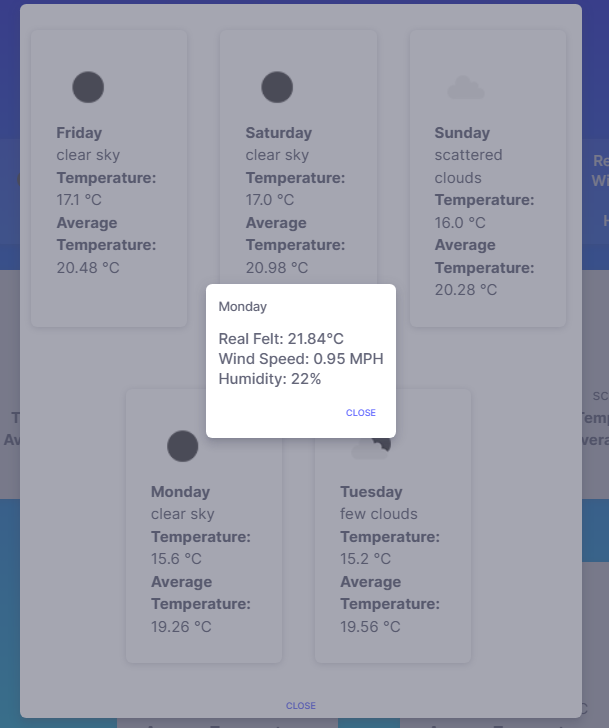 Friday
clear sky
Temperature:
17.1 °C
Average
Temperature:
20.48 °C
Saturday
clear sky
Temperature:
17.0 °C
Average
Temperature:
20.98 °C
Sunday
scattered
clouds
Temperature:
16.0 °C
Average
Temperature:
20.28 °C
Monday
Real Felt: 21.84°C
Wind Speed: 0.95 MPH
Humidity: 22%
CLOSE
Monday
clear sky
Temperature:
15.6 °C
Average
Temperature:
19.26 °C
Tuesday
few clouds
Temperature:
15.2 °C
Average
Temperature:
19.56 °C
CLOSE